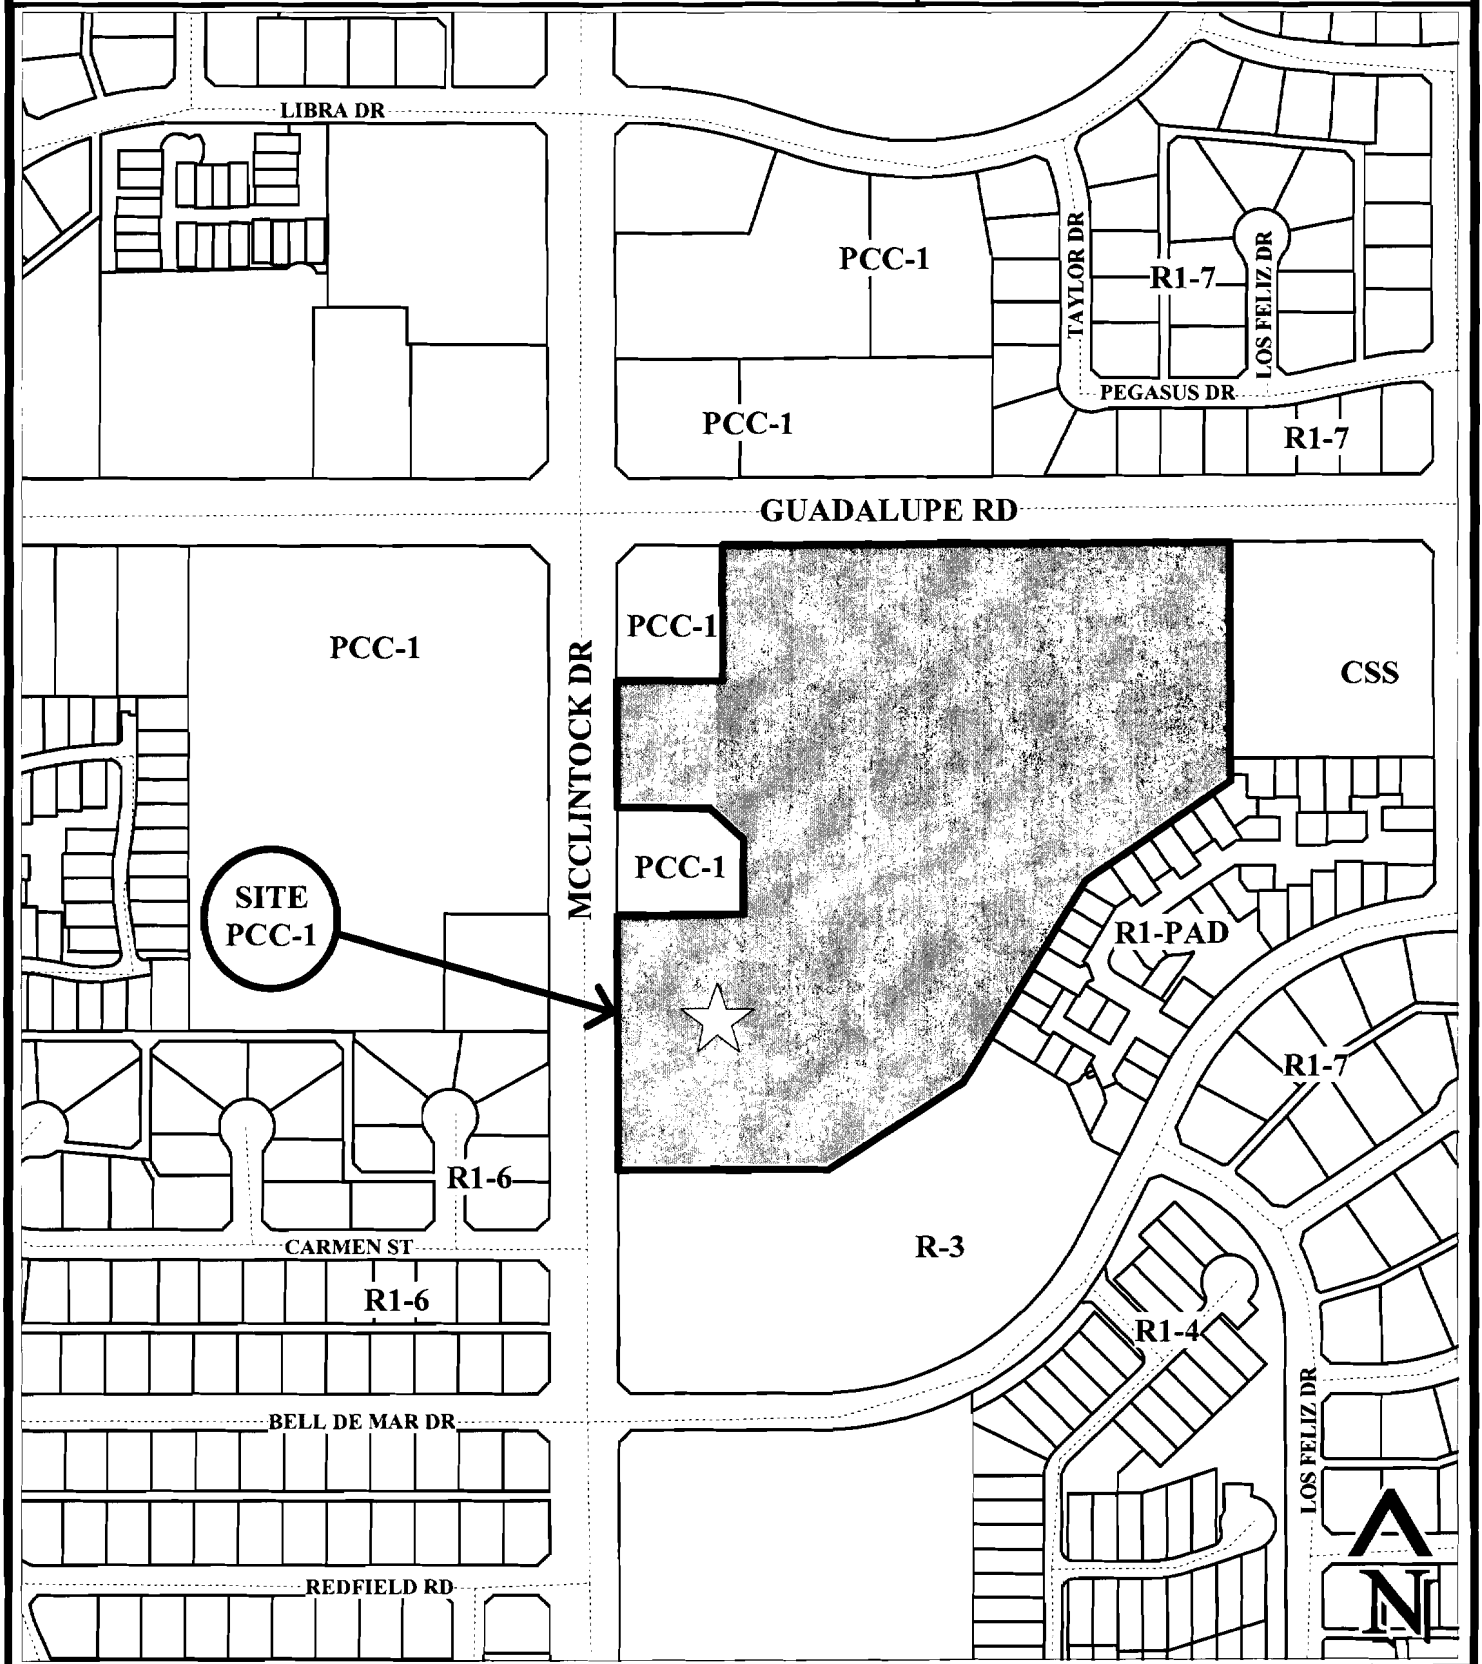 LIBRA DR
PCC-1
TAYLOR DR
R1-7
LOS FELIZ DR
PEGASUS DR
PCC-1
R1-7
GUADALUPE RD
PCC-1
PCC-1
MCCLINTOCK DR
CSS
PCC-1
SITE
PCC-1
R1-PAD
R1-7
R1-6
CARMEN ST
R-3
R1-6
R1-4
BELL DE MAR DR
LOS FELIZ DR
REDFIELD RD
N